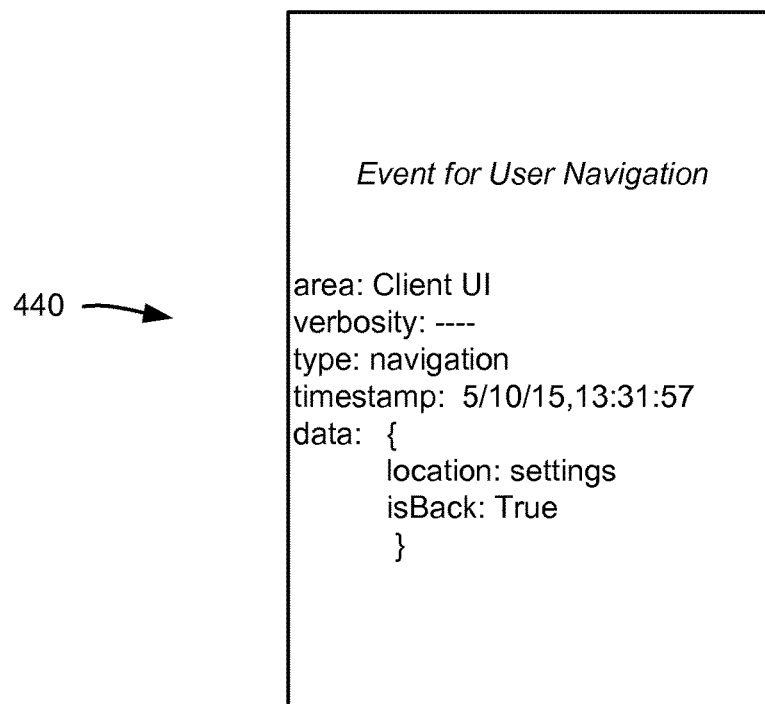 Event for User Navigation
440
area: Client UI
verbosity: ----
type: navigation
timestamp:  5/10/15,13:31:57
data:   {
location: settings
isBack: True
}